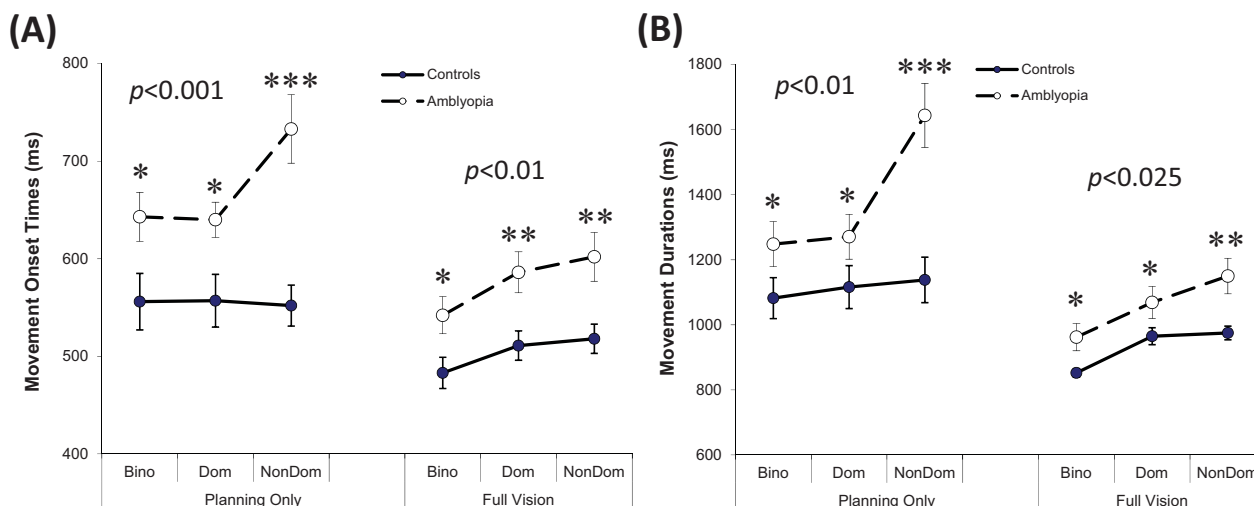 (A)
Movement Onset Times (ms)
800
700
600
500
400
p<0.001
p<0.01
* * ***
* ** **
Controls
Amblyopia
Bino Dom NonDom Bino Dom NonDom
Planning Only Full Vision
(B)
Movement Durations (ms)
1800
1600
1400
1200
1000
800
600
p<0.01
p<0.025
* * ***
* * **
Controls
Amblyopia
Bino Dom NonDom Bino Dom NonDom
Planning Only Full Vision